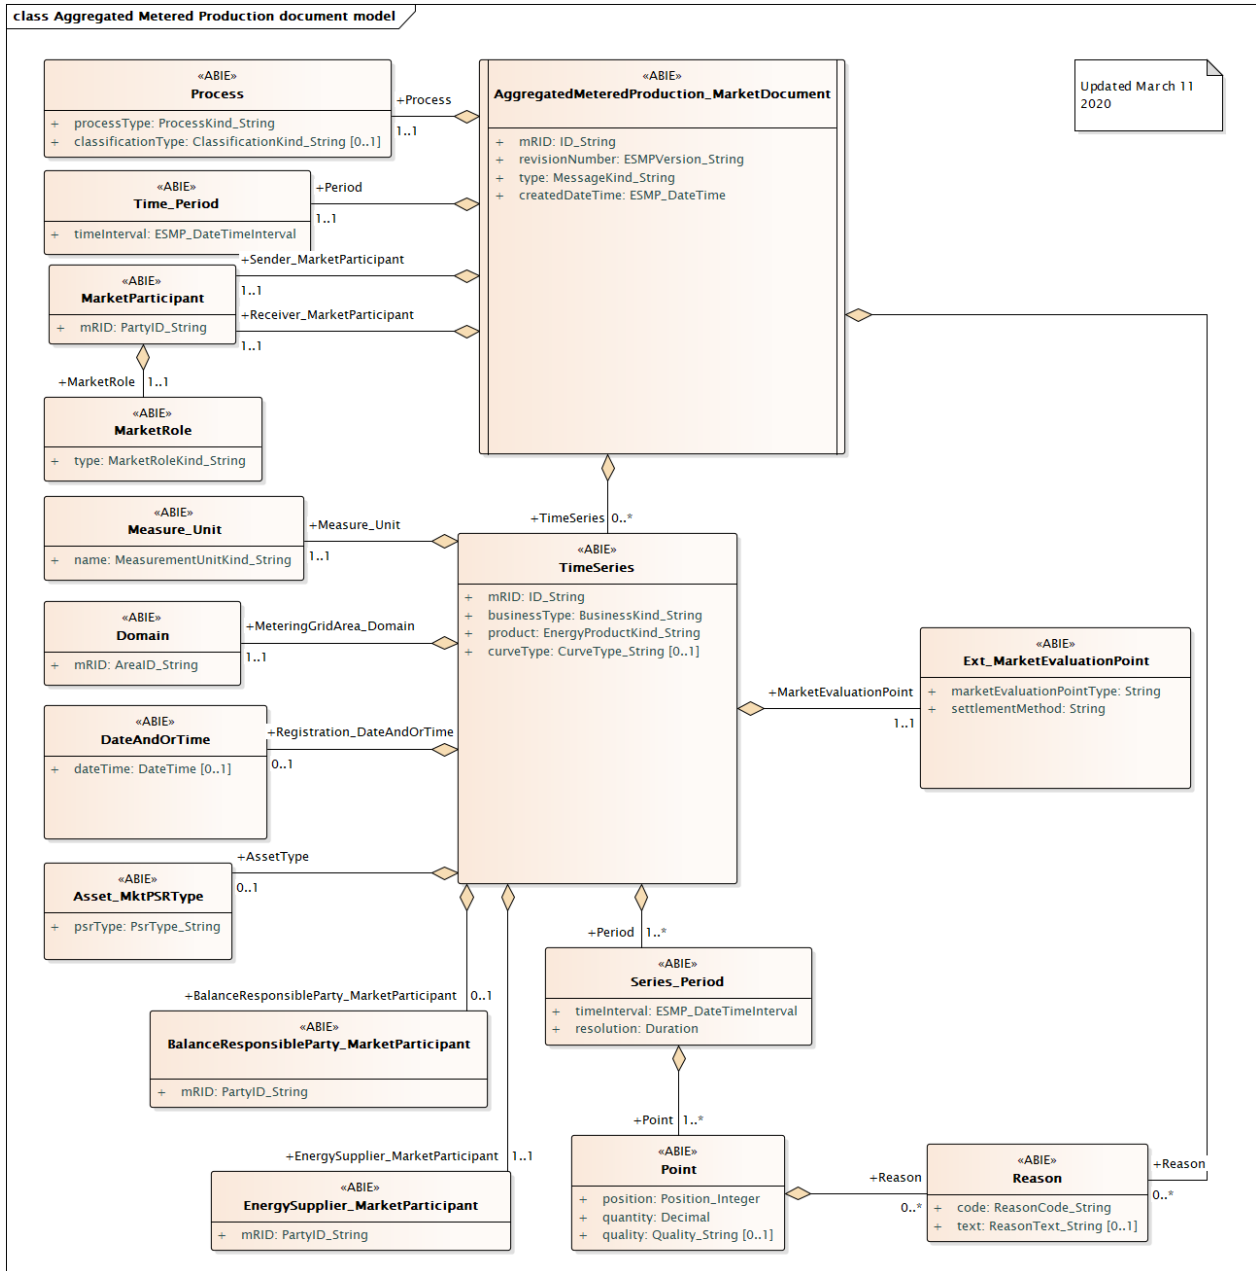 class Aggregated Metered Production document model
«ABIE»
Process
+ processType: ProcessKind_String
+ classificationType: ClassificationKind_String [0..1]
+Process
1..1
«ABIE»
AggregatedMeteredProduction_MarketDocument
+ mRID: ID_String
+ revisionNumber: ESMPVersion_String
+ type: MessageKind_String
+ createdDateTime: ESMP_DateTime
Updated March 11
2020
«ABIE»
Time_Period
+ timeInterval: ESMP_DateTimeInterval
+Period
1..1
+Sender_MarketParticipant
1..1
«ABIE»
MarketParticipant
+ mRID: PartyID_String
+Receiver_MarketParticipant
1..1
+MarketRole 1..1
«ABIE»
MarketRole
+ type: MarketRoleKind_String
+TimeSeries 0..*
«ABIE»
Measure_Unit
+ name: MeasurementUnitKind_String
+Measure_Unit
1..1
«ABIE»
TimeSeries
+ mRID: ID_String
+ businessType: BusinessKind_String
+ product: EnergyProductKind_String
+ curveType: CurveType_String [0..1]
«ABIE»
Domain
+ mRID: AreaID_String
+MeteringGridArea_Domain
1..1
«ABIE»
Ext_MarketEvaluationPoint
+ marketEvaluationPointType: String
+ settlementMethod: String
+MarketEvaluationPoint
1..1
«ABIE»
DateAndOrTime
+ dateTime: DateTime [0..1]
+Registration_DateAndOrTime
0..1
+AssetType
0..1
«ABIE»
Asset_MktPSRType
+ psrType: PsrType_String
+Period 1..*
«ABIE»
Series_Period
+ timeInterval: ESMP_DateTimeInterval
+ resolution: Duration
+BalanceResponsibleParty_MarketParticipant 0..1
«ABIE»
BalanceResponsibleParty_MarketParticipant
+ mRID: PartyID_String
+Point 1..*
«ABIE»
Point
+ position: Position_Integer
+ quantity: Decimal
+ quality: Quality_String [0..1]
+EnergySupplier_MarketParticipant 1..1
«ABIE»
EnergySupplier_MarketParticipant
+ mRID: PartyID_String
+Reason
0..*
«ABIE»
Reason
+ code: ReasonCode_String
+ text: ReasonText_String [0..1]
+Reason
0..*